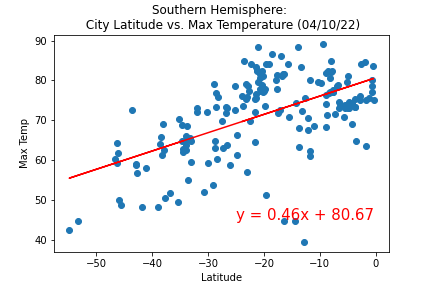 Southern Hemisphere:
City Latitude vs. Max Temperature (04/10/22)
90
80
70
60
50
40
Max Temp
y = 0.46x + 80.67
−50
−40
−30
−20
−10
0
Latitude